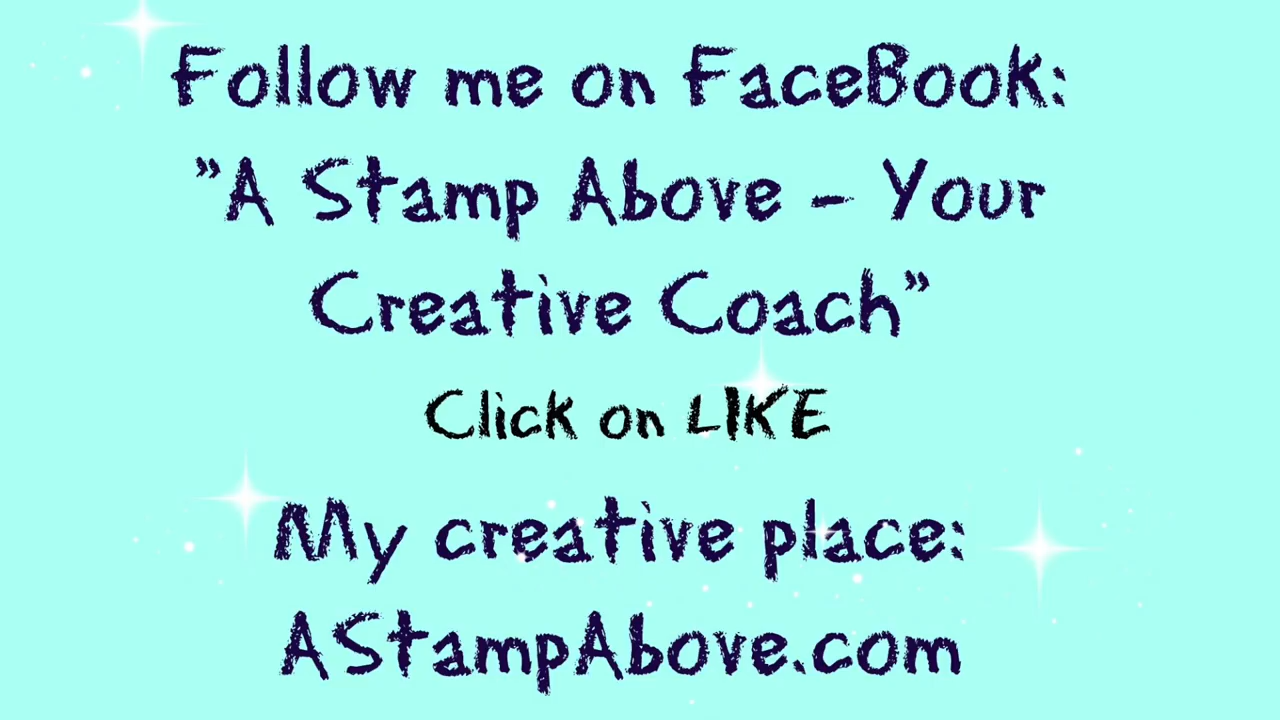 Follow me on FaceBook:
"A Stamp Above - Your
Creative Coach"
Click on LIKE
My creative place:
AStampAbove.com